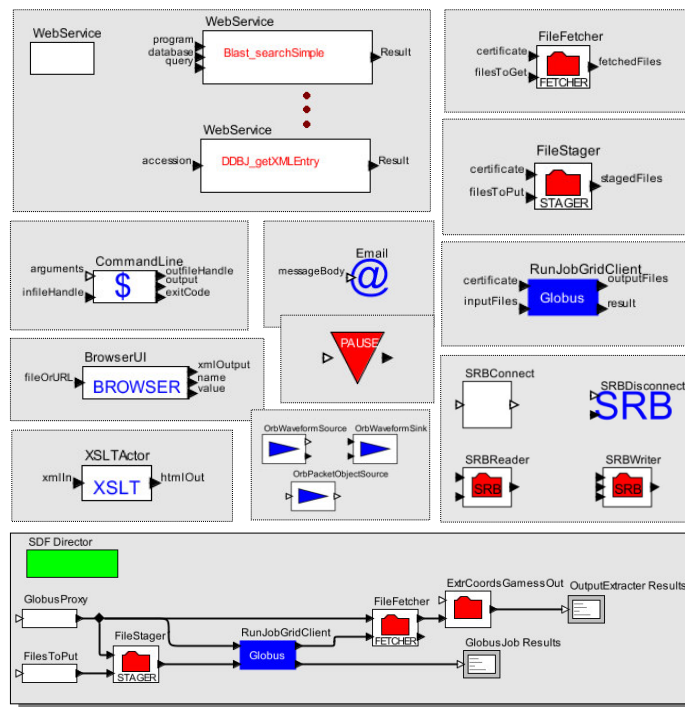 WebService
WebService
program
database
query
Blast_searchSimple
Result
WebService
accession
DDBJ_getXMLEntry
Result
FileFetcher
certificate
filesToGet
FETCHER
fetchedFiles
FileStager
certificate
filesToPut
STAGER
stagedFiles
CommandLine
arguments
infileHandle
$
outfileHandle
output
exitCode
Email
messageBody
@
RunJobGridClient
certificate
inputFiles
Globus
outputFiles
result
PAUSE
BrowserUI
fileOrURL
BROWSER
xmlOutput
name
value
SRBConnect
SRBDisconnect
SRB
SRBReader
SRB
SRBWriter
SRB
OrbWaveformSource
OrbWaveformSink
OrbPacketObjectSource
XSLTActor
xmlIn
XSLT
htmlOut
SDF Director
GlobusProxy
FilesToPut
FileStager
STAGER
RunJobGridClient
Globus
FileFetcher
FETCHER
ExtrCoordsGamessOut
OutputExtracter Results
GlobusJob Results